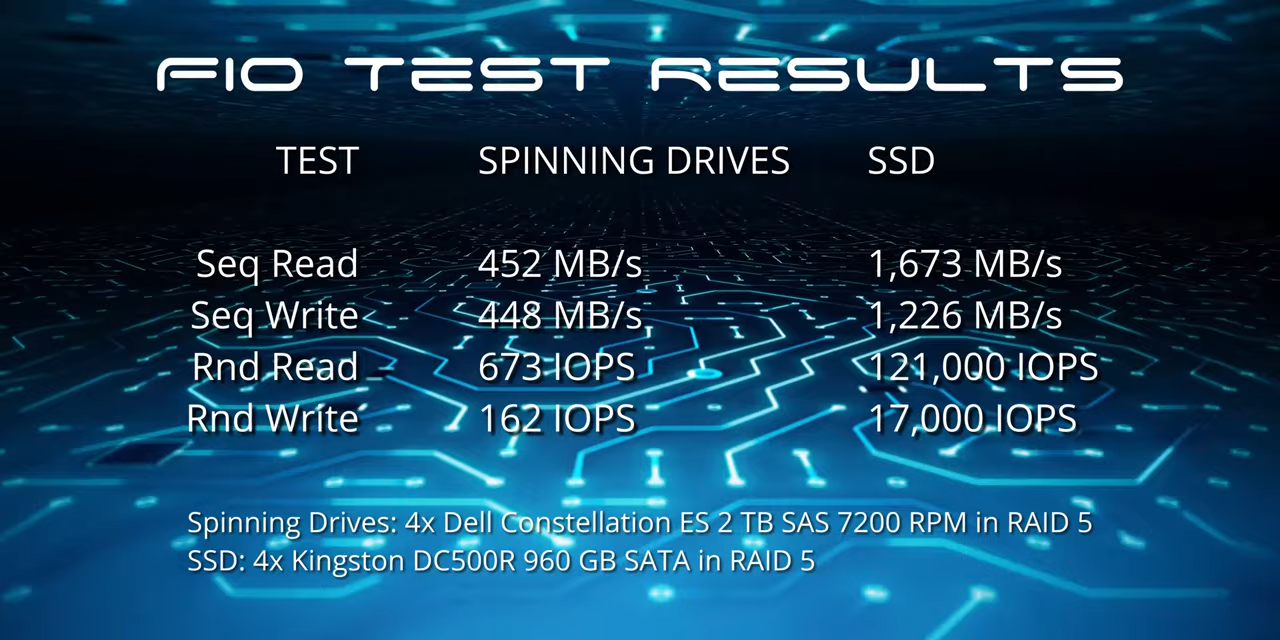 FIO TEST RESULTS
TEST SPINNING DRIVES SSD
Seq Read 452 MB/s 1,673 MB/s
Seq Write 448 MB/s 1,226 MB/s
Rnd Read 673 IOPS 121,000 IOPS
Rnd Write 162 IOPS 17,000 IOPS
Spinning Drives: 4x Dell Constellation ES 2 TB SAS 7200 RPM in RAID 5
SSD: 4x Kingston DC500R 960 GB SATA in RAID 5